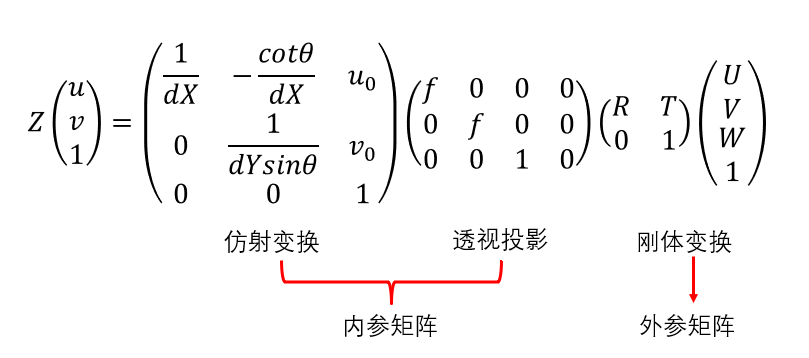 Z(u v 1) = (1/dX −cotθ/dX u₀ 0 1/dYsinθ v₀ 0 0 1) (f 0 0 0 0 f 0 0 0 0 1 0) (R T 0 1) (U V W 1)
仿射变换 透视投影 刚体变换
内参矩阵 外参矩阵